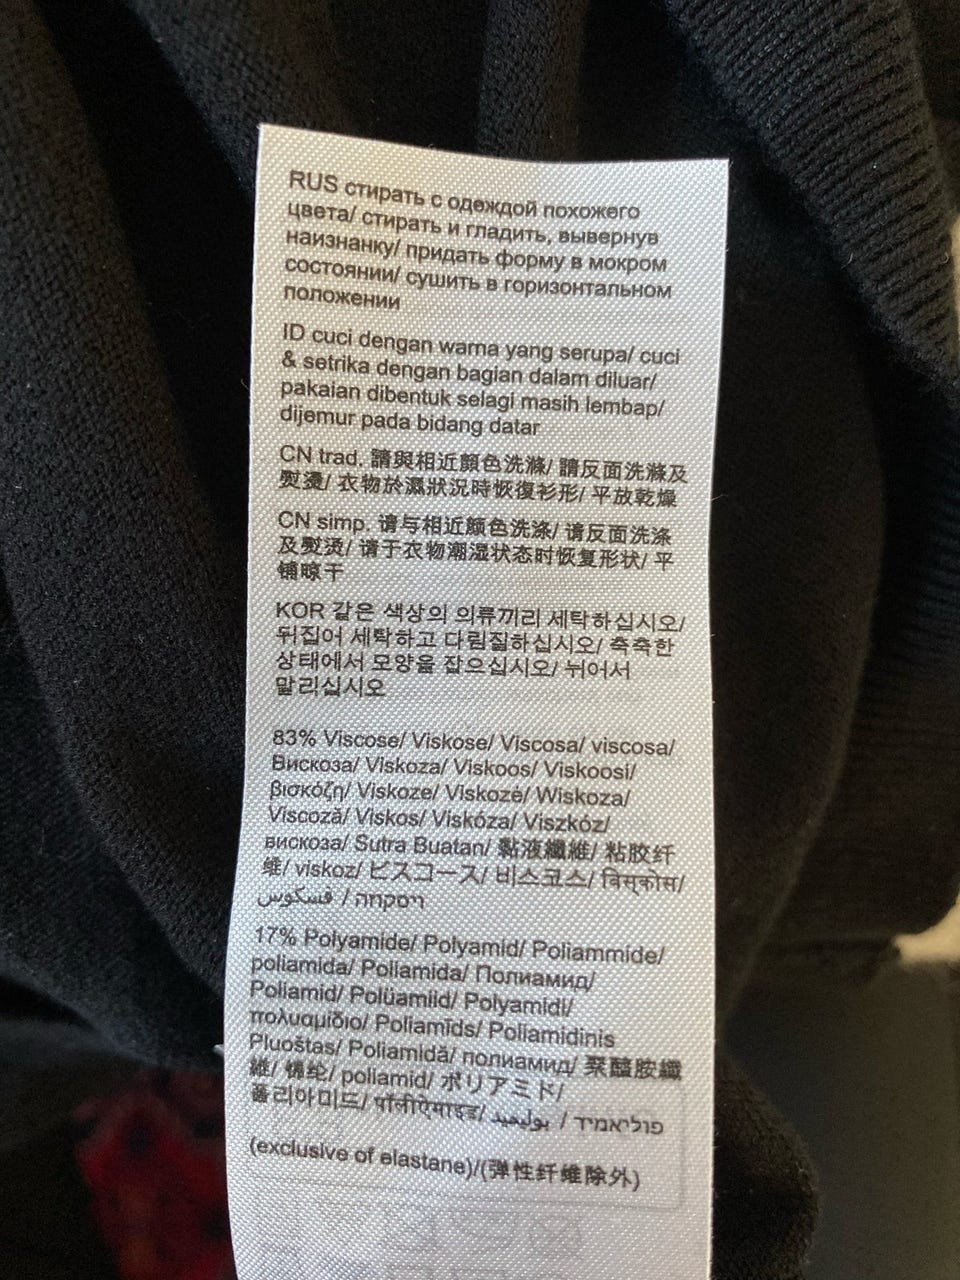 RUS стирать с одеждой похожего
цвета/ стирать и гладить, вывернув
наизнанку/ придать форму в мокром
состоянии/ сушить в горизонтальном
положении
ID cuci dengan warna yang serupa/ cuci
& setrika dengan bagian dalam diluar/
pakaian dibentuk selagi masih lembap/
dijemur pada bidang datar
CN trad. 請與相近顏色洗滌/ 請反面洗滌及
熨燙/ 衣物於濕狀況時恢復衫形/ 平放乾燥
CN simp. 请与相近颜色洗涤/ 请反面洗涤
及熨烫/ 请于衣物潮湿状态时恢复形状/ 平
铺晾干
KOR 같은 색상의 의류끼리 세탁하십시오/
뒤집어 세탁하고 다림질하십시오/ 축축한
상태에서 모양을 잡으십시오/ 뉘어서
말리십시오
83% Viscose/ Viskose/ Viscosa/ viscosa/
Вискоза/ Viskoza/ Viskoos/ Viskoosi/
βισκόζη/ Viskoze/ Viskozė/ Wiskoza/
Viscoză/ Viskos/ Viskóza/ Viszkóz/
вискоза/ Sutra Buatan/ 黏液纖維/ 粘胶纤
维/ viskoz/ ビスコース/ 비스코스/ विस्कोस/
ויסקוזה / فسكوس
17% Polyamide/ Polyamid/ Poliammide/
poliamida/ Poliamida/ Полиамид/
Poliamid/ Polüamiid/ Polyamidi/
πολυαμίδιο/ Poliamīds/ Poliamidinis
Pluoštas/ Poliamidă/ полиамид/ 聚醯胺纖
維/ 锦纶/ poliamid/ ポリアミド/
폴리아미드/ पॉलीऐमाइड/ פוליאמיד / بوليميد
(exclusive of elastane)/(弹性纤维除外)